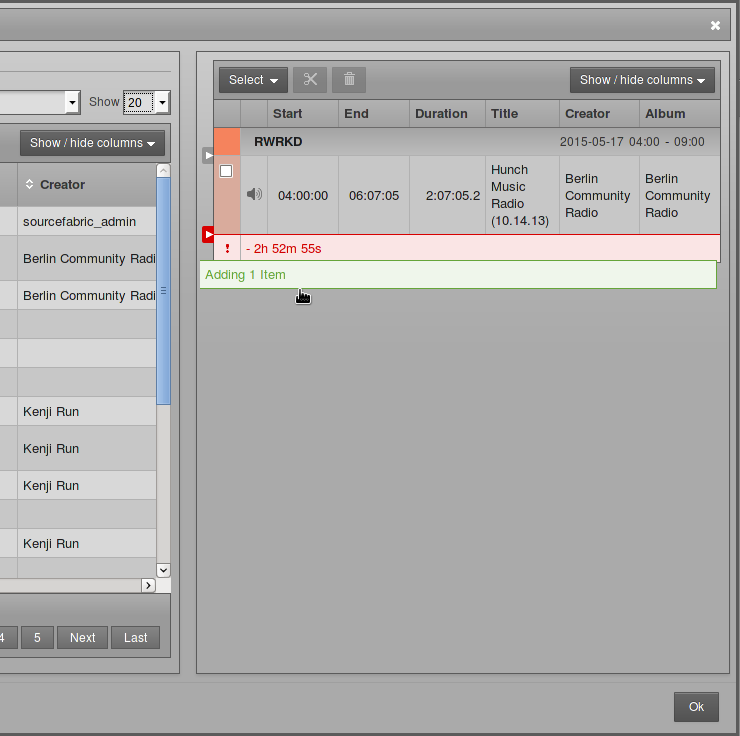 Show 20
Show / hide columns
Creator
sourcefabric_admin
Berlin Community Radi
Berlin Community Radi
Kenji Run
Kenji Run
Kenji Run
Kenji Run
4 5 Next Last
Select Show / hide columns
Start End Duration Title Creator Album
RWRKD 2015-05-17 04:00 - 09:00
04:00:00 06:07:05 2:07:05.2
Hunch
Music
Radio
(10.14.13)
Berlin
Community
Radio
Berlin
Community
Radio
! - 2h 52m 55s
Adding 1 Item
Ok